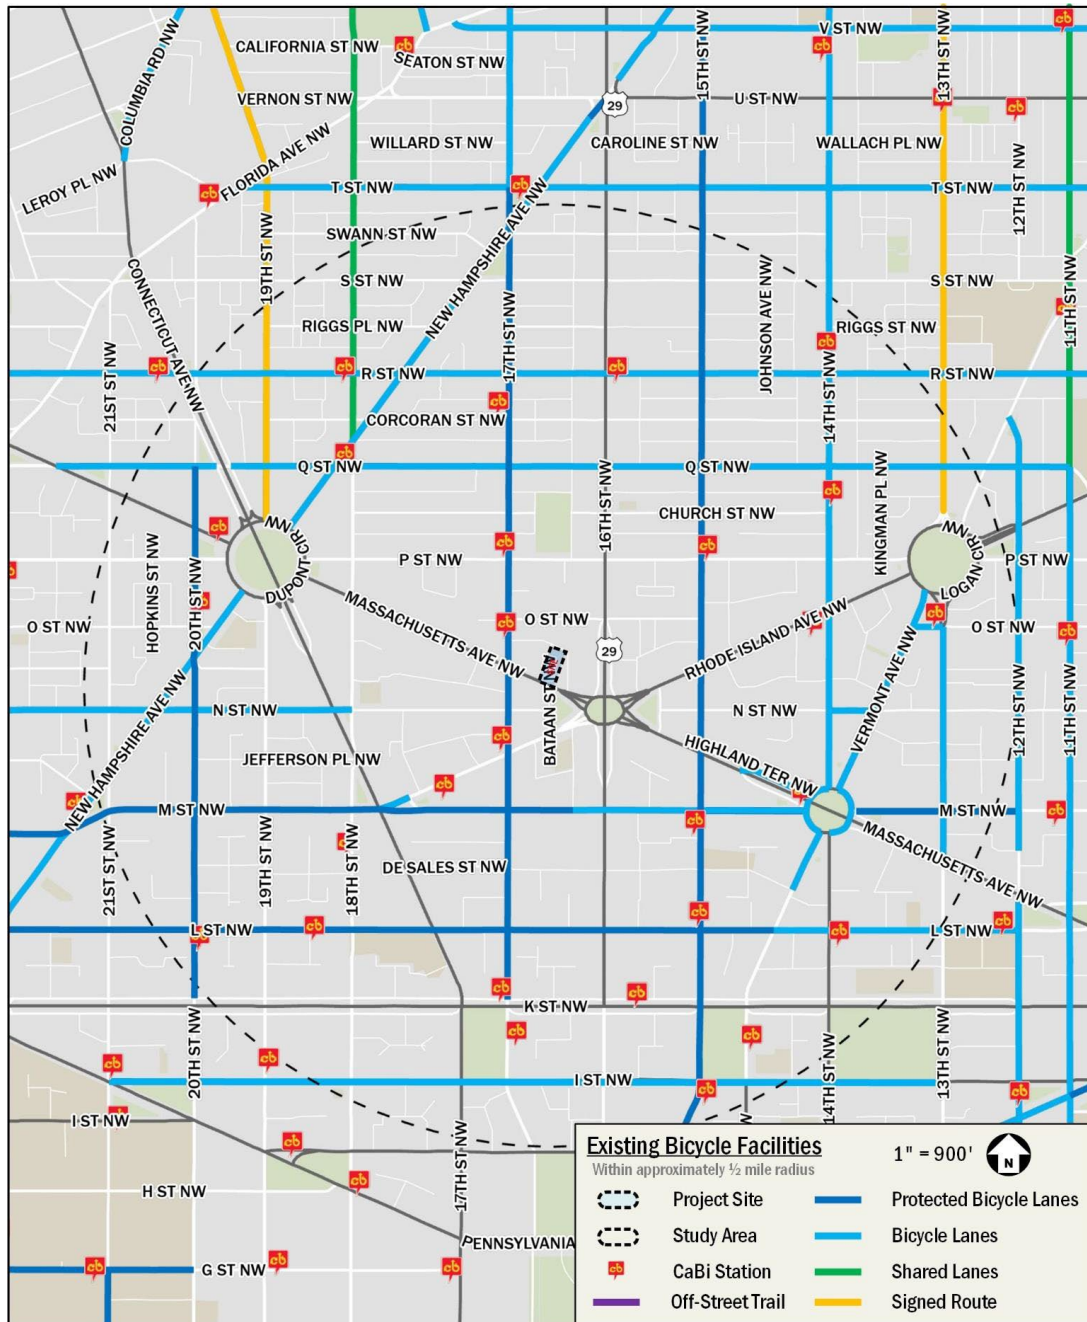 COLUMBIA RD NW
CALIFORNIA ST NW
SEATON ST NW
V ST NW
15TH ST NW
13TH ST NW
VERNON ST NW
29
U ST NW
FLORIDA AVE NW
WILLARD ST NW
CAROLINE ST NW
WALLACH PL NW
LEROY PL NW
T ST NW
T ST NW
12TH ST NW
19TH ST NW
SWANN ST NW
NEW HAMPSHIRE AVE NW
CONNECTICUT AVE NW
S ST NW
S ST NW
11TH ST NW
RIGGS PL NW
17TH ST NW
JOHNSON AVE NW
RIGGS ST NW
21ST ST NW
R ST NW
R ST NW
CORCORAN ST NW
14TH ST NW
Q ST NW
Q ST NW
16TH ST NW
KINGMAN PL NW
CHURCH ST NW
DUPONT CIR NW
LOGAN CIR NW
HOPKINS ST NW
20TH ST NW
P ST NW
P ST NW
MASSACHUSETTS AVE NW
O ST NW
O ST NW
O ST NW
RHODE ISLAND AVE NW
29
BATAAN ST NW
NEW HAMPSHIRE AVE NW
N ST NW
N ST NW
VERMONT AVE NW
12TH ST NW
11TH ST NW
JEFFERSON PL NW
HIGHLAND TER NW
M ST NW
M ST NW
MASSACHUSETTS AVE NW
21ST ST NW
19TH ST NW
18TH ST NW
DE SALES ST NW
L ST NW
L ST NW
K ST NW
20TH ST NW
14TH ST NW
13TH ST NW
I ST NW
I ST NW
17TH ST NW
W
H ST NW
PENNSYLVANIA
G ST NW
Existing Bicycle Facilities
Within approximately ½ mile radius
1" = 900'
N
Project Site
Protected Bicycle Lanes
Study Area
Bicycle Lanes
cb
CaBi Station
Shared Lanes
Off-Street Trail
Signed Route